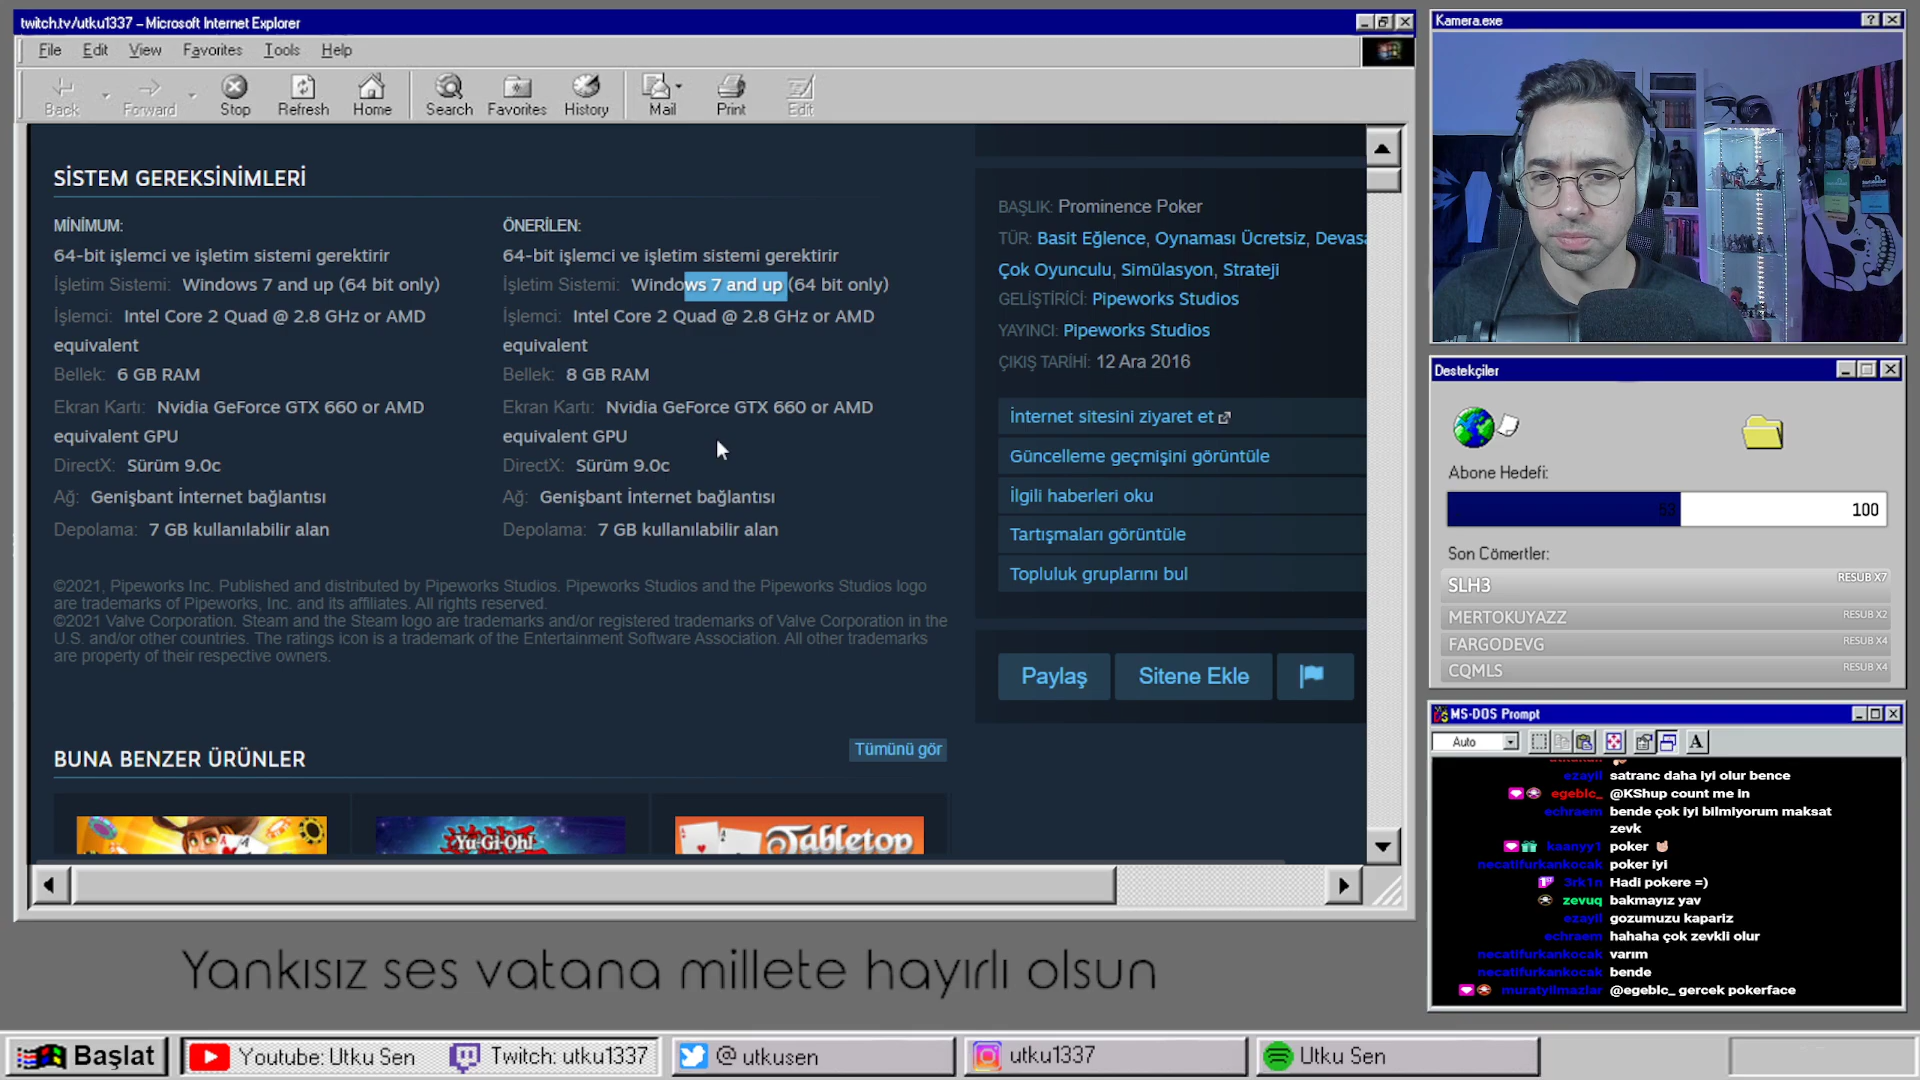 twitch.tv/utku1337 – Microsoft Internet Explorer
File Edit View Favorites Tools Help
Back Forward Stop Refresh Home Search Favorites History Mail Print Edit
SİSTEM GEREKSİNİMLERİ
MİNİMUM:
64-bit işlemci ve işletim sistemi gerektirir
İşletim Sistemi: Windows 7 and up (64 bit only)
İşlemci: Intel Core 2 Quad @ 2.8 GHz or AMD
equivalent
Bellek: 6 GB RAM
Ekran Kartı: Nvidia GeForce GTX 660 or AMD
equivalent GPU
DirectX: Sürüm 9.0c
Ağ: Genişbant İnternet bağlantısı
Depolama: 7 GB kullanılabilir alan
ÖNERİLEN:
64-bit işlemci ve işletim sistemi gerektirir
İşletim Sistemi: Windows 7 and up (64 bit only)
İşlemci: Intel Core 2 Quad @ 2.8 GHz or AMD
equivalent
Bellek: 8 GB RAM
Ekran Kartı: Nvidia GeForce GTX 660 or AMD
equivalent GPU
DirectX: Sürüm 9.0c
Ağ: Genişbant İnternet bağlantısı
Depolama: 7 GB kullanılabilir alan
©2021, Pipeworks Inc. Published and distributed by Pipeworks Studios. Pipeworks Studios and the Pipeworks Studios logo
are trademarks of Pipeworks, Inc. and its affiliates. All rights reserved.
©2021 Valve Corporation. Steam and the Steam logo are trademarks and/or registered trademarks of Valve Corporation in the
U.S. and/or other countries. The ratings icon is a trademark of the Entertainment Software Association. All other trademarks
are property of their respective owners.
BUNA BENZER ÜRÜNLER
Tümünü gör
Yu-Gi-Oh!
Tabletop
BAŞLIK: Prominence Poker
TÜR: Basit Eğlence, Oynaması Ücretsiz, Devasa
Çok Oyunculu, Simülasyon, Strateji
GELİŞTİRİCİ: Pipeworks Studios
YAYINCI: Pipeworks Studios
ÇIKIŞ TARİHİ: 12 Ara 2016
İnternet sitesini ziyaret et
Güncelleme geçmişini görüntüle
İlgili haberleri oku
Tartışmaları görüntüle
Topluluk gruplarını bul
Paylaş Sitene Ekle
Kamera.exe
Destekçiler
Abone Hedefi:
53 100
Son Cömertler:
SLH3 RESUB X7
MERTOKUYAZZ RESUB X2
FARGODEVG RESUB X4
CQMLS RESUB X4
MS-DOS Prompt
Auto
A
ezayii satranc daha iyi olur bence
egeblc_ @KShup count me in
echraem bende çok iyi bilmiyorum maksat
zevk
kaanyy1 poker
necatifurkankocak poker iyi
3rk1n Hadi pokere =)
zevuq bakmayız yav
ezayii gozumuzu kapariz
echraem hahaha çok zevkli olur
necatifurkankocak varım
necatifurkankocak bende
muratyilmazlar @egeblc_ gercek pokerface
Yankısız ses vatana millete hayırlı olsun
Başlat
Youtube: Utku Sen
Twitch: utku1337
@ utkusen
utku1337
Utku Sen